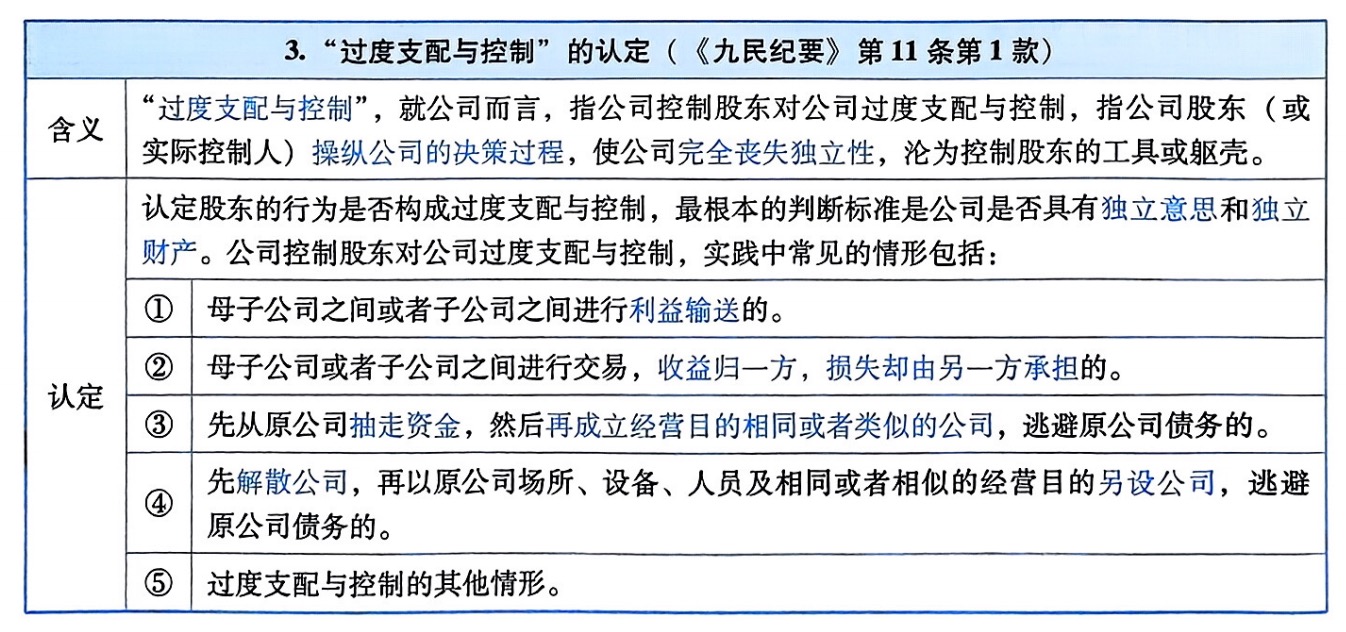 3. “过度支配与控制”的认定（《九民纪要》第 11 条第 1 款）
含义
“过度支配与控制”，就公司而言，指公司控制股东对公司过度支配与控制，指公司股东（或
实际控制人）操纵公司的决策过程，使公司完全丧失独立性，沦为控制股东的工具或躯壳。
认定
认定股东的行为是否构成过度支配与控制，最根本的判断标准是公司是否具有独立意思和独立
财产。公司控制股东对公司过度支配与控制，实践中常见的情形包括：
① 母子公司之间或者子公司之间进行利益输送的。
② 母子公司或者子公司之间进行交易，收益归一方，损失却由另一方承担的。
③ 先从原公司抽走资金，然后再成立经营目的相同或者类似的公司，逃避原公司债务的。
④ 先解散公司，再以原公司场所、设备、人员及相同或者相似的经营目的另设公司，逃避
原公司债务的。
⑤ 过度支配与控制的其他情形。